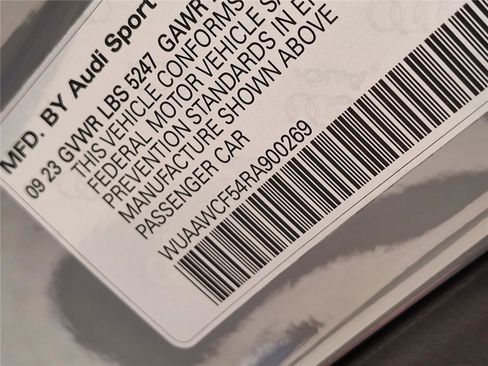 MFD. BY Audi Sport
09 23 GVWR LBS 5247 GAWR
THIS VEHICLE CONFORMS
FEDERAL MOTOR VEHICLE SA
PREVENTION STANDARDS IN EF
MANUFACTURE SHOWN ABOVE
PASSENGER CAR
WUAAWCF54RA900269